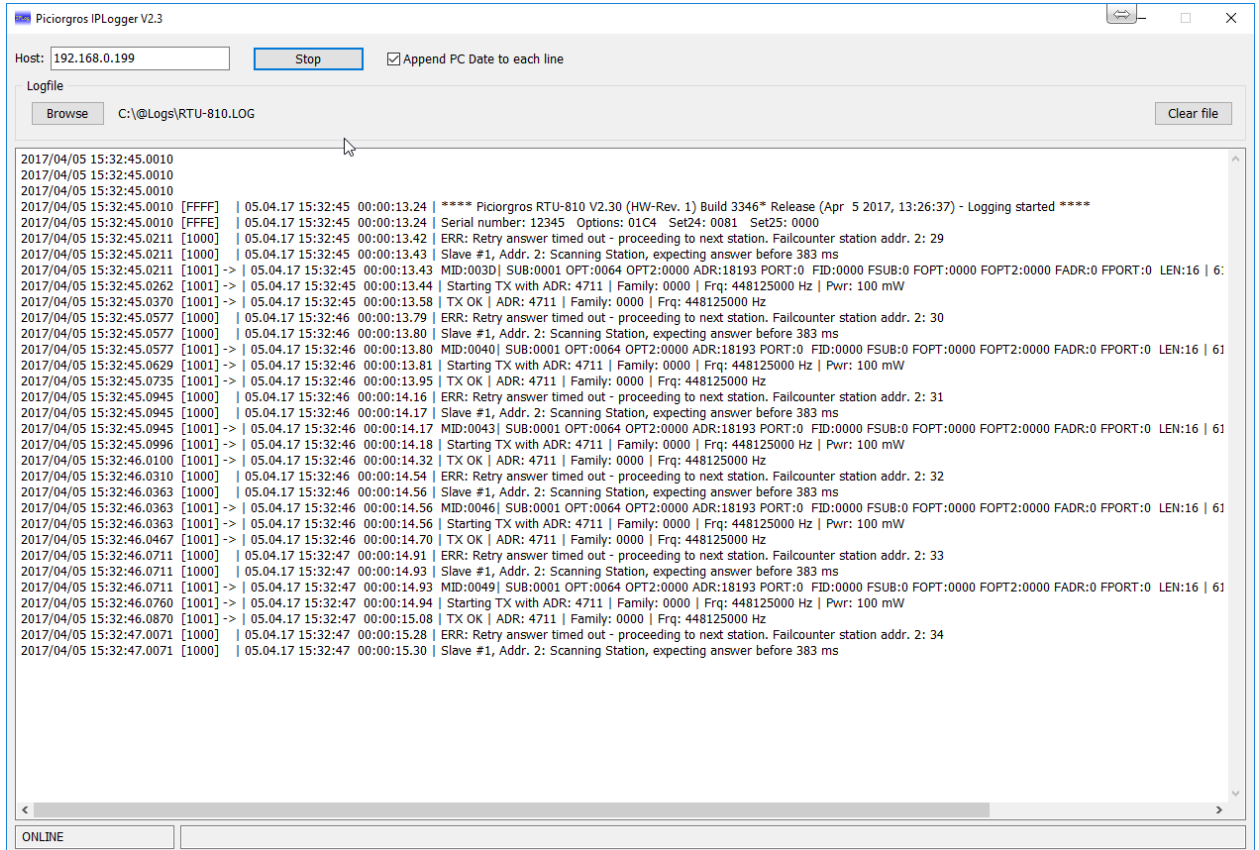 Piciorgros IPLogger V2.3
Host: 192.168.0.199 Stop Append PC Date to each line
Logfile
Browse C:\@Logs\RTU-810.LOG Clear file
2017/04/05 15:32:45.0010
2017/04/05 15:32:45.0010
2017/04/05 15:32:45.0010
2017/04/05 15:32:45.0010 [FFFF] | 05.04.17 15:32:45 00:00:13.24 | **** Piciorgros RTU-810 V2.30 (HW-Rev. 1) Build 3346* Release (Apr 5 2017, 13:26:37) - Logging started ****
2017/04/05 15:32:45.0010 [FFFE] | 05.04.17 15:32:45 00:00:13.24 | Serial number: 12345 Options: 01C4 Set24: 0081 Set25: 0000
2017/04/05 15:32:45.0211 [1000] | 05.04.17 15:32:45 00:00:13.42 | ERR: Retry answer timed out - proceeding to next station. Failcounter station addr. 2: 29
2017/04/05 15:32:45.0211 [1000] | 05.04.17 15:32:45 00:00:13.43 | Slave #1, Addr. 2: Scanning Station, expecting answer before 383 ms
2017/04/05 15:32:45.0211 [1001] -> | 05.04.17 15:32:45 00:00:13.43 MID:003D| SUB:0001 OPT:0064 OPT2:0000 ADR:18193 PORT:0 FID:0000 FSUB:0 FOPT:0000 FOPT2:0000 FADR:0 FPORT:0 LEN:16 | 61
2017/04/05 15:32:45.0262 [1001] -> | 05.04.17 15:32:45 00:00:13.44 | Starting TX with ADR: 4711 | Family: 0000 | Frq: 448125000 Hz | Pwr: 100 mW
2017/04/05 15:32:45.0370 [1001] -> | 05.04.17 15:32:45 00:00:13.58 | TX OK | ADR: 4711 | Family: 0000 | Frq: 448125000 Hz
2017/04/05 15:32:45.0577 [1000] | 05.04.17 15:32:46 00:00:13.79 | ERR: Retry answer timed out - proceeding to next station. Failcounter station addr. 2: 30
2017/04/05 15:32:45.0577 [1000] | 05.04.17 15:32:46 00:00:13.80 | Slave #1, Addr. 2: Scanning Station, expecting answer before 383 ms
2017/04/05 15:32:45.0577 [1001] -> | 05.04.17 15:32:46 00:00:13.80 MID:0040| SUB:0001 OPT:0064 OPT2:0000 ADR:18193 PORT:0 FID:0000 FSUB:0 FOPT:0000 FOPT2:0000 FADR:0 FPORT:0 LEN:16 | 61
2017/04/05 15:32:45.0629 [1001] -> | 05.04.17 15:32:46 00:00:13.81 | Starting TX with ADR: 4711 | Family: 0000 | Frq: 448125000 Hz | Pwr: 100 mW
2017/04/05 15:32:45.0735 [1001] -> | 05.04.17 15:32:46 00:00:13.95 | TX OK | ADR: 4711 | Family: 0000 | Frq: 448125000 Hz
2017/04/05 15:32:45.0945 [1000] | 05.04.17 15:32:46 00:00:14.16 | ERR: Retry answer timed out - proceeding to next station. Failcounter station addr. 2: 31
2017/04/05 15:32:45.0945 [1000] | 05.04.17 15:32:46 00:00:14.17 | Slave #1, Addr. 2: Scanning Station, expecting answer before 383 ms
2017/04/05 15:32:45.0945 [1001] -> | 05.04.17 15:32:46 00:00:14.17 MID:0043| SUB:0001 OPT:0064 OPT2:0000 ADR:18193 PORT:0 FID:0000 FSUB:0 FOPT:0000 FOPT2:0000 FADR:0 FPORT:0 LEN:16 | 61
2017/04/05 15:32:45.0996 [1001] -> | 05.04.17 15:32:46 00:00:14.18 | Starting TX with ADR: 4711 | Family: 0000 | Frq: 448125000 Hz | Pwr: 100 mW
2017/04/05 15:32:46.0100 [1001] -> | 05.04.17 15:32:46 00:00:14.32 | TX OK | ADR: 4711 | Family: 0000 | Frq: 448125000 Hz
2017/04/05 15:32:46.0310 [1000] | 05.04.17 15:32:46 00:00:14.54 | ERR: Retry answer timed out - proceeding to next station. Failcounter station addr. 2: 32
2017/04/05 15:32:46.0363 [1000] | 05.04.17 15:32:46 00:00:14.56 | Slave #1, Addr. 2: Scanning Station, expecting answer before 383 ms
2017/04/05 15:32:46.0363 [1001] -> | 05.04.17 15:32:46 00:00:14.56 MID:0046| SUB:0001 OPT:0064 OPT2:0000 ADR:18193 PORT:0 FID:0000 FSUB:0 FOPT:0000 FOPT2:0000 FADR:0 FPORT:0 LEN:16 | 61
2017/04/05 15:32:46.0363 [1001] -> | 05.04.17 15:32:46 00:00:14.56 | Starting TX with ADR: 4711 | Family: 0000 | Frq: 448125000 Hz | Pwr: 100 mW
2017/04/05 15:32:46.0467 [1001] -> | 05.04.17 15:32:46 00:00:14.70 | TX OK | ADR: 4711 | Family: 0000 | Frq: 448125000 Hz
2017/04/05 15:32:46.0711 [1000] | 05.04.17 15:32:47 00:00:14.91 | ERR: Retry answer timed out - proceeding to next station. Failcounter station addr. 2: 33
2017/04/05 15:32:46.0711 [1000] | 05.04.17 15:32:47 00:00:14.93 | Slave #1, Addr. 2: Scanning Station, expecting answer before 383 ms
2017/04/05 15:32:46.0711 [1001] -> | 05.04.17 15:32:47 00:00:14.93 MID:0049| SUB:0001 OPT:0064 OPT2:0000 ADR:18193 PORT:0 FID:0000 FSUB:0 FOPT:0000 FOPT2:0000 FADR:0 FPORT:0 LEN:16 | 61
2017/04/05 15:32:46.0760 [1001] -> | 05.04.17 15:32:47 00:00:14.94 | Starting TX with ADR: 4711 | Family: 0000 | Frq: 448125000 Hz | Pwr: 100 mW
2017/04/05 15:32:46.0870 [1001] -> | 05.04.17 15:32:47 00:00:15.08 | TX OK | ADR: 4711 | Family: 0000 | Frq: 448125000 Hz
2017/04/05 15:32:47.0071 [1000] | 05.04.17 15:32:47 00:00:15.28 | ERR: Retry answer timed out - proceeding to next station. Failcounter station addr. 2: 34
2017/04/05 15:32:47.0071 [1000] | 05.04.17 15:32:47 00:00:15.30 | Slave #1, Addr. 2: Scanning Station, expecting answer before 383 ms
ONLINE